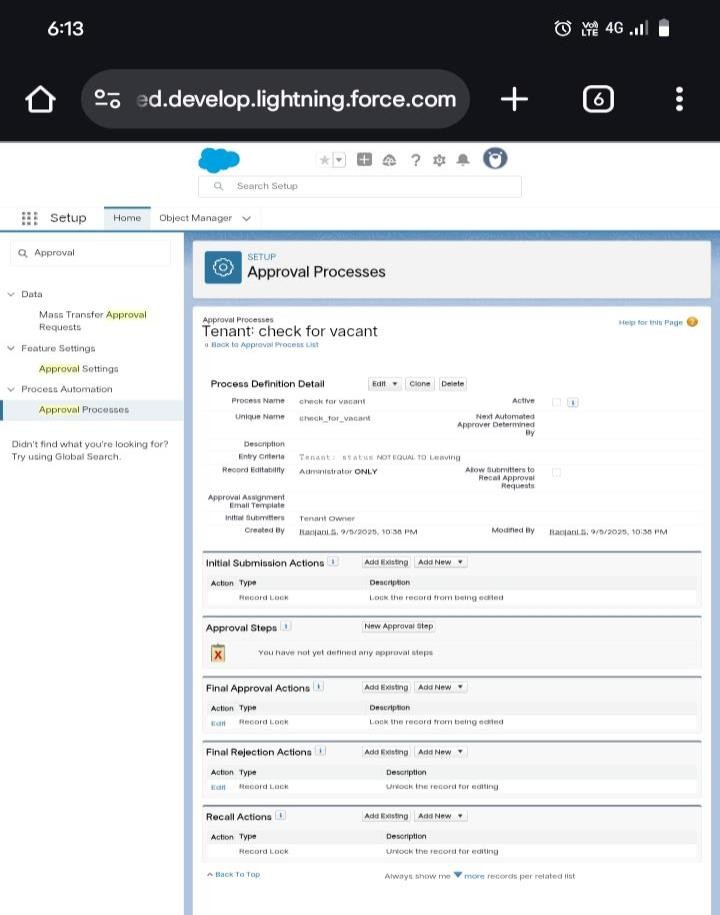 6:13
Vo) LTE 4G
ed.develop.lightning.force.com
6
Search Setup
Setup Home Object Manager
Approval
SETUP
Approval Processes
Data
Mass Transfer Approval
Requests
Feature Settings
Approval Settings
Process Automation
Approval Processes
Didn't find what you're looking for?
Try using Global Search.
Approval Processes
Tenant: check for vacant
Help for this Page
« Back to Approval Process List
Process Definition Detail Edit Clone Delete
Process Name check for vacant Active
Unique Name check_for_vacant Next Automated
Approver Determined
By
Description
Entry Criteria Tenant: status NOT EQUAL TO Leaving
Record Editability Administrator ONLY Allow Submitters to
Recall Approval
Requests
Approval Assignment
Email Template
Initial Submitters Tenant Owner
Created By Ranjani S, 9/5/2025, 10:38 PM Modified By Ranjani S, 9/5/2025, 10:38 PM
Initial Submission Actions Add Existing Add New
Action Type Description
Record Lock Lock the record from being edited
Approval Steps New Approval Step
You have not yet defined any approval steps
Final Approval Actions Add Existing Add New
Action Type Description
Edit Record Lock Lock the record from being edited
Final Rejection Actions Add Existing Add New
Action Type Description
Edit Record Lock Unlock the record for editing
Recall Actions Add Existing Add New
Action Type Description
Record Lock Unlock the record for editing
Back To Top Always show me more records per related list